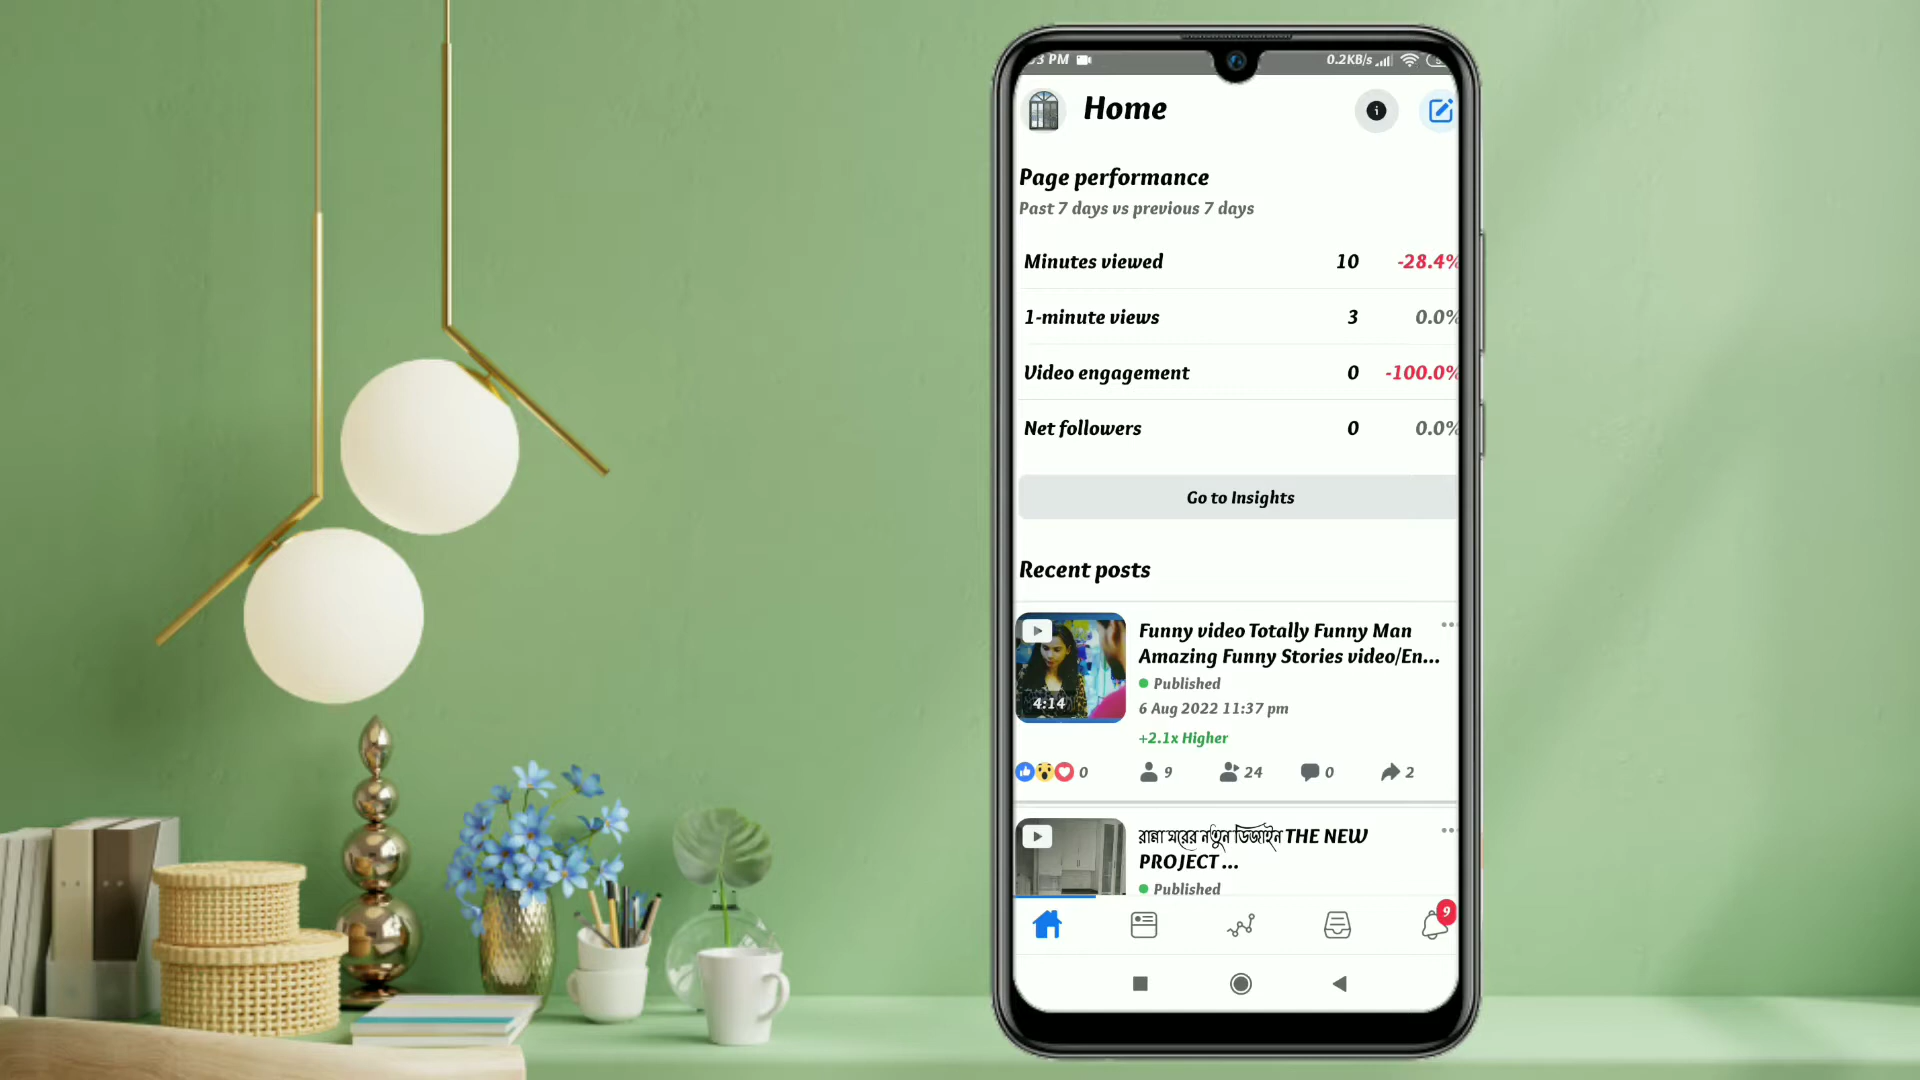 3 PM 0.2KB/s
Home
Page performance
Past 7 days vs previous 7 days
Minutes viewed 10 -28.4%
1-minute views 3 0.0%
Video engagement 0 -100.0%
Net followers 0 0.0%
Go to Insights
Recent posts
Funny video Totally Funny Man
Amazing Funny Stories video/En...
Published
4:14
6 Aug 2022 11:37 pm
+2.1x Higher
0 9 24 0 2
রান্না ঘরের নতুন ডিজাইন THE NEW
PROJECT ...
Published
9